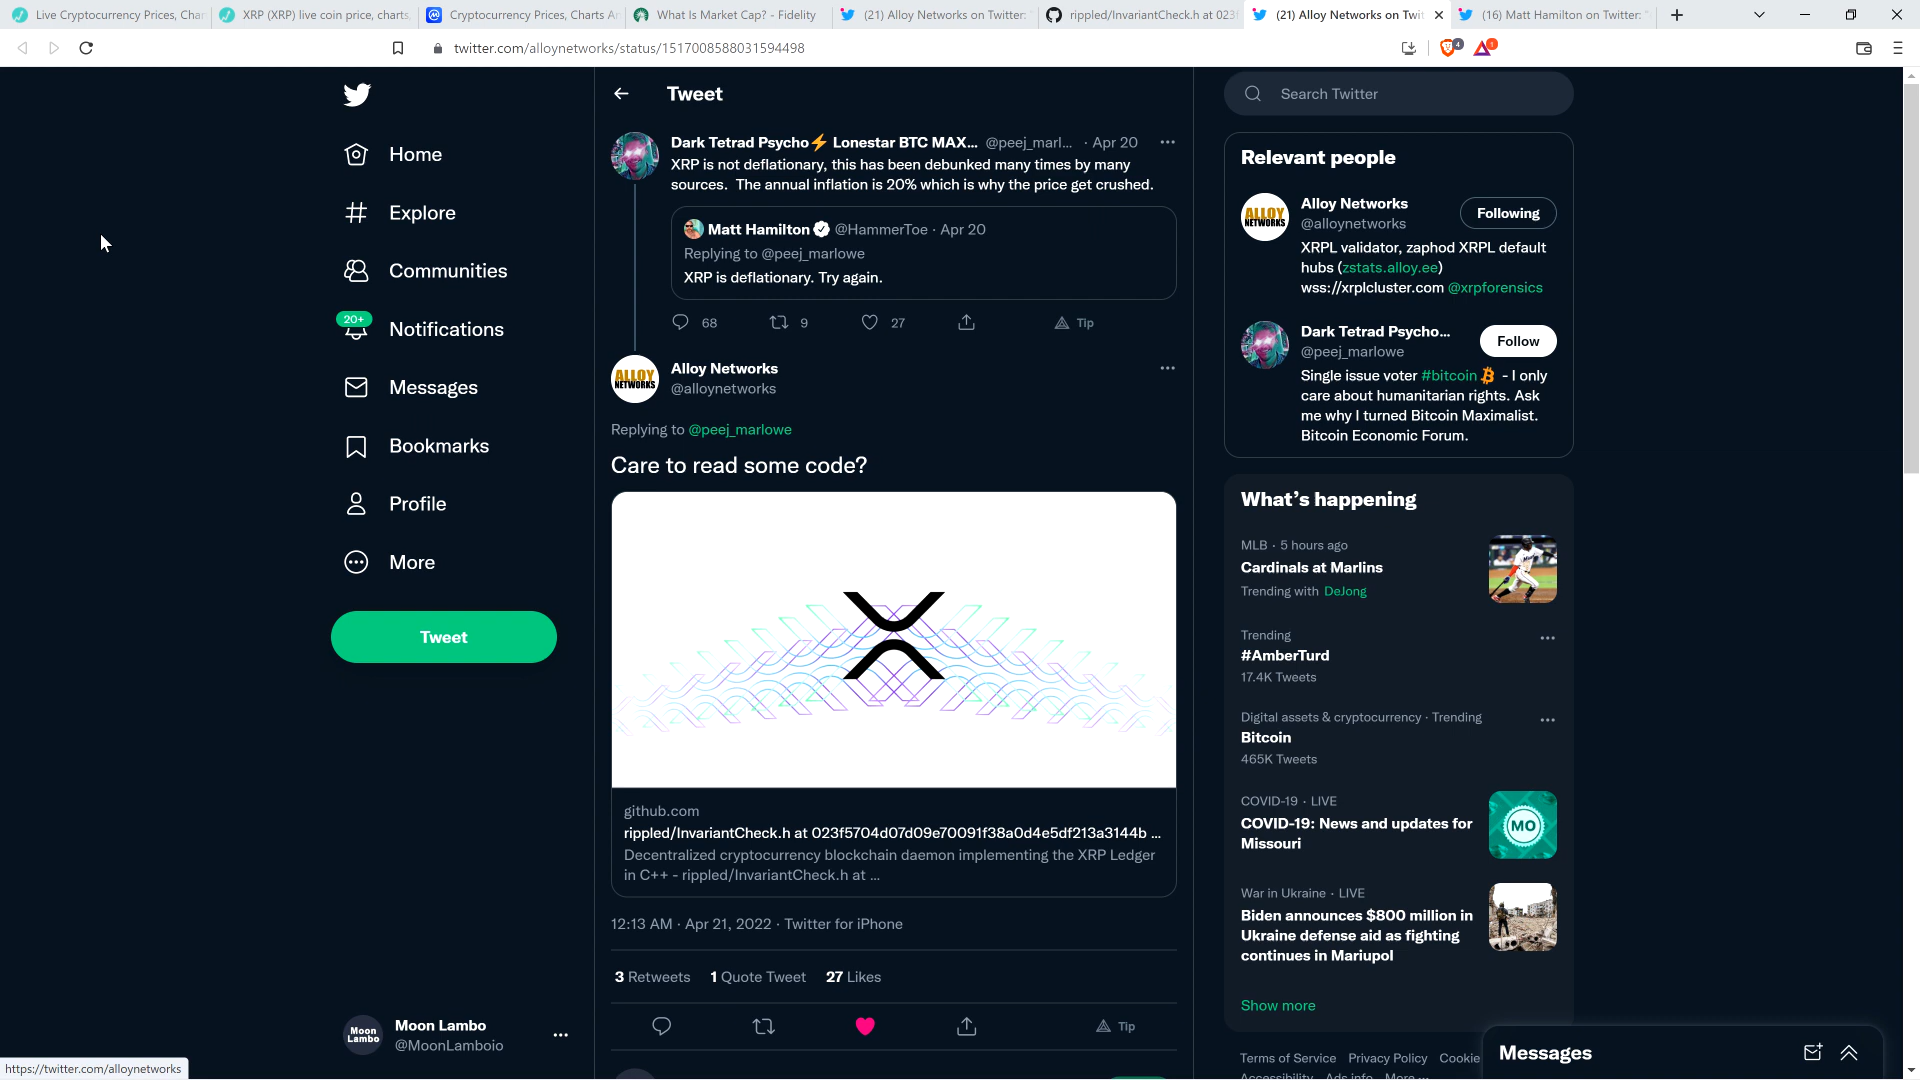 Live Cryptocurrency Prices, Char
XRP (XRP) live coin price, charts,
Cryptocurrency Prices, Charts A
What Is Market Cap? - Fidelity
(21) Alloy Networks on Twitter:
rippled/InvariantCheck.h at 023
(21) Alloy Networks on Twi
(16) Matt Hamilton on Twitter:
twitter.com/alloynetworks/status/1517008588031594498
4
1
Home
Explore
Communities
20+
Notifications
Messages
Bookmarks
Profile
More
Tweet
Moon
Lambo
Moon Lambo
@MoonLamboio
https://twitter.com/alloynetworks
Tweet
Dark Tetrad Psycho⚡ Lonestar BTC MAX... @peej_marl... · Apr 20
XRP is not deflationary, this has been debunked many times by many
sources. The annual inflation is 20% which is why the price get crushed.
Matt Hamilton @HammerToe · Apr 20
Replying to @peej_marlowe
XRP is deflationary. Try again.
68 9 27 Tip
ALLOY
NETWORKS
Alloy Networks
@alloynetworks
Replying to @peej_marlowe
Care to read some code?
github.com
rippled/InvariantCheck.h at 023f5704d07d09e70091f38a0d4e5df213a3144b ...
Decentralized cryptocurrency blockchain daemon implementing the XRP Ledger
in C++ - rippled/InvariantCheck.h at ...
12:13 AM · Apr 21, 2022 · Twitter for iPhone
3 Retweets 1 Quote Tweet 27 Likes
Tip
Search Twitter
Relevant people
ALLOY
NETWORKS
Alloy Networks
@alloynetworks
Following
XRPL validator, zaphod XRPL default
hubs (zstats.alloy.ee)
wss://xrplcluster.com @xrpforensics
Dark Tetrad Psycho...
@peej_marlowe
Follow
Single issue voter #bitcoin - I only
care about humanitarian rights. Ask
me why I turned Bitcoin Maximalist.
Bitcoin Economic Forum.
What's happening
MLB · 5 hours ago
Cardinals at Marlins
Trending with DeJong
Trending
#AmberTurd
17.4K Tweets
Digital assets & cryptocurrency · Trending
Bitcoin
465K Tweets
COVID-19 · LIVE
COVID-19: News and updates for
Missouri
MO
War in Ukraine · LIVE
Biden announces $800 million in
Ukraine defense aid as fighting
continues in Mariupol
Show more
Terms of Service Privacy Policy Cookie
Accessibility Ads info More ...
Messages